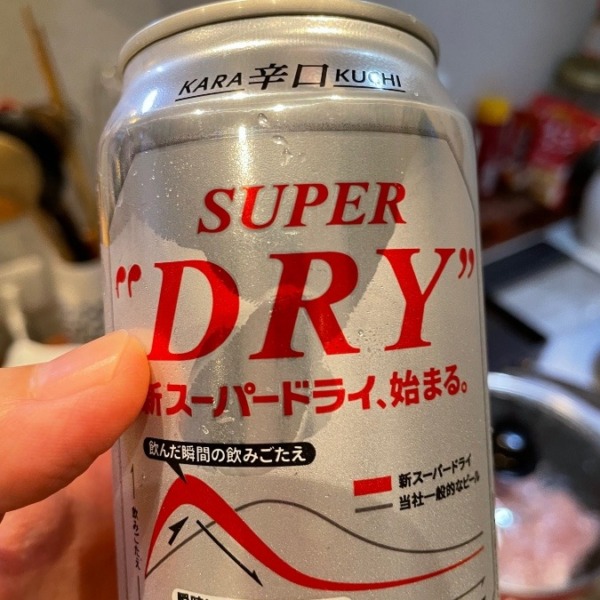 KARA 辛口 KUCHI
SUPER
“DRY”
新スーパードライ、始まる。
飲んだ瞬間の飲みごたえ
新スーパードライ
当社一般的なビール
飲みごたえ